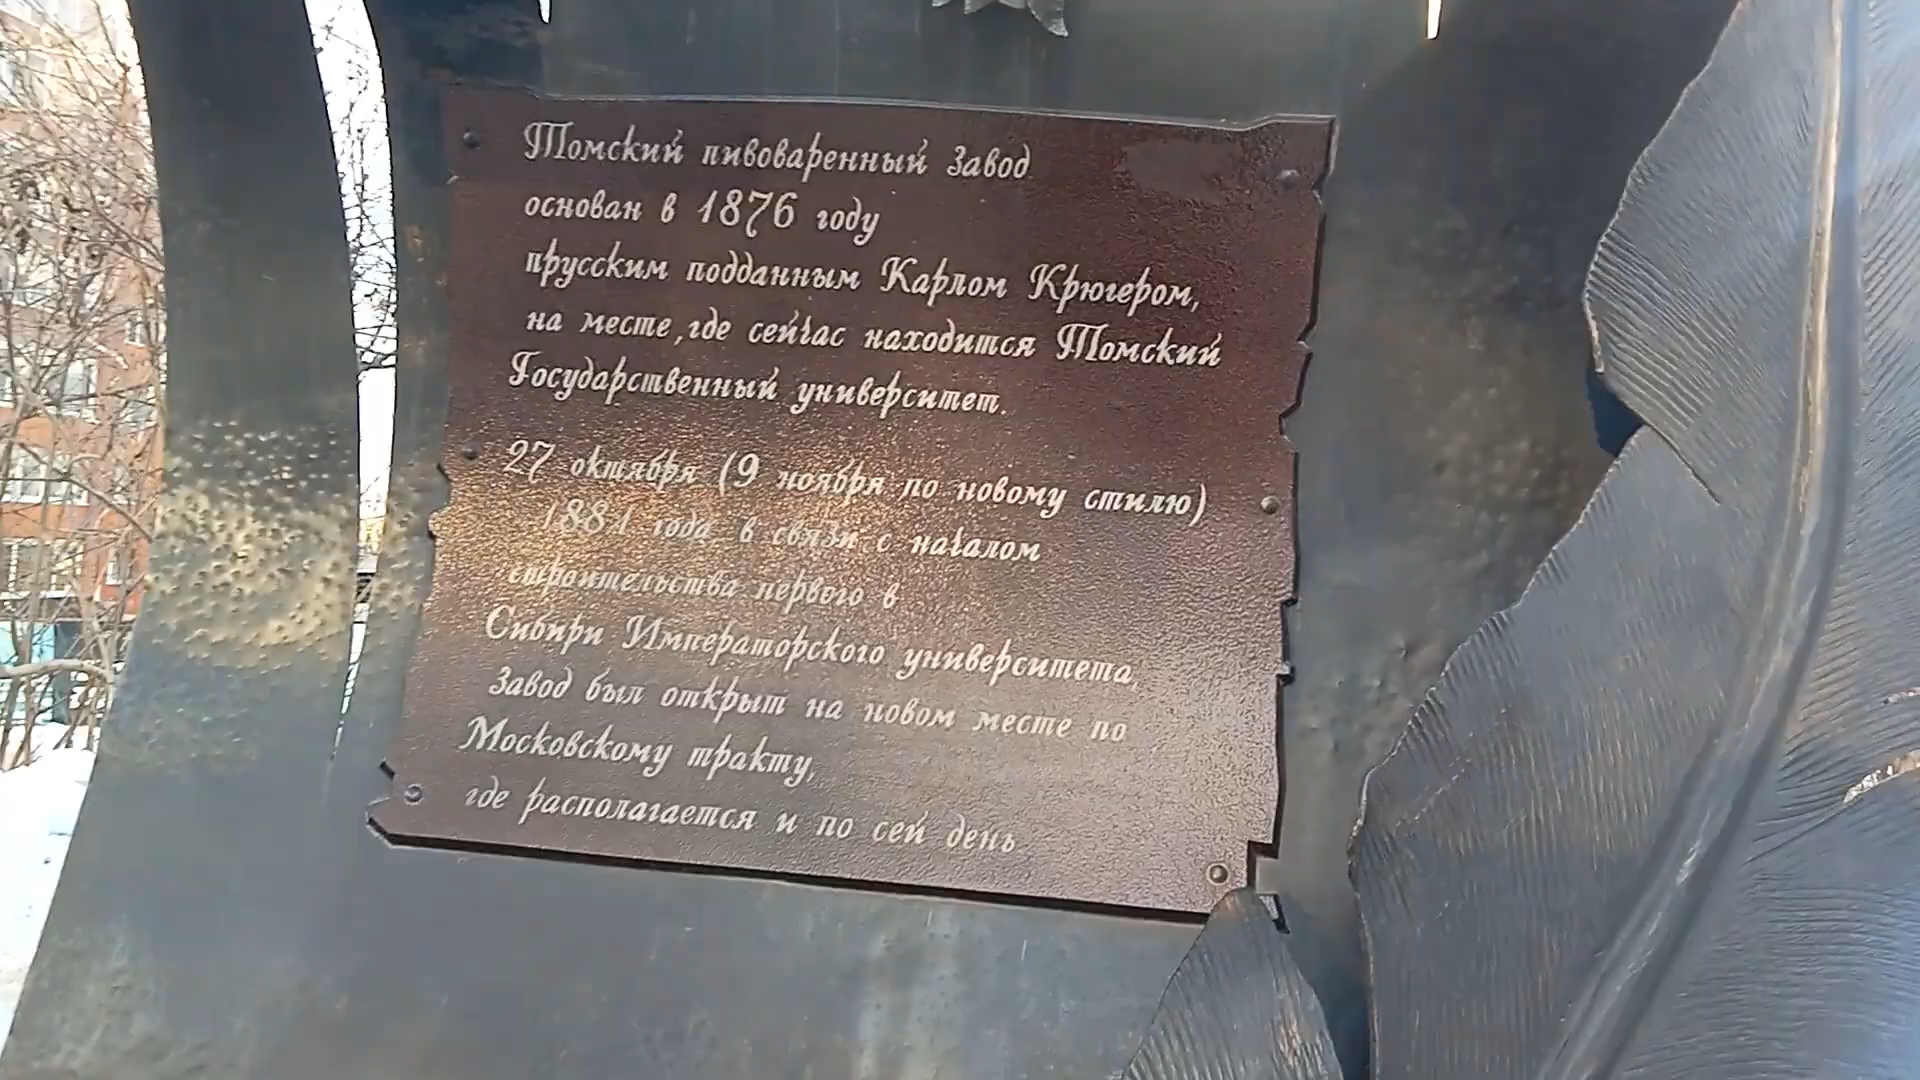 Томский пивоваренный завод
основан в 1876 году
прусским подданным Карлом Крюгером,
на месте, где сейчас находится Томский
Государственный университет.
27 октября (9 ноября по новому стилю)
1884 года в связи с началом
строительства первого в
Сибири Императорского университета,
завод был открыт на новом месте по
Московскому тракту,
где располагается и по сей день